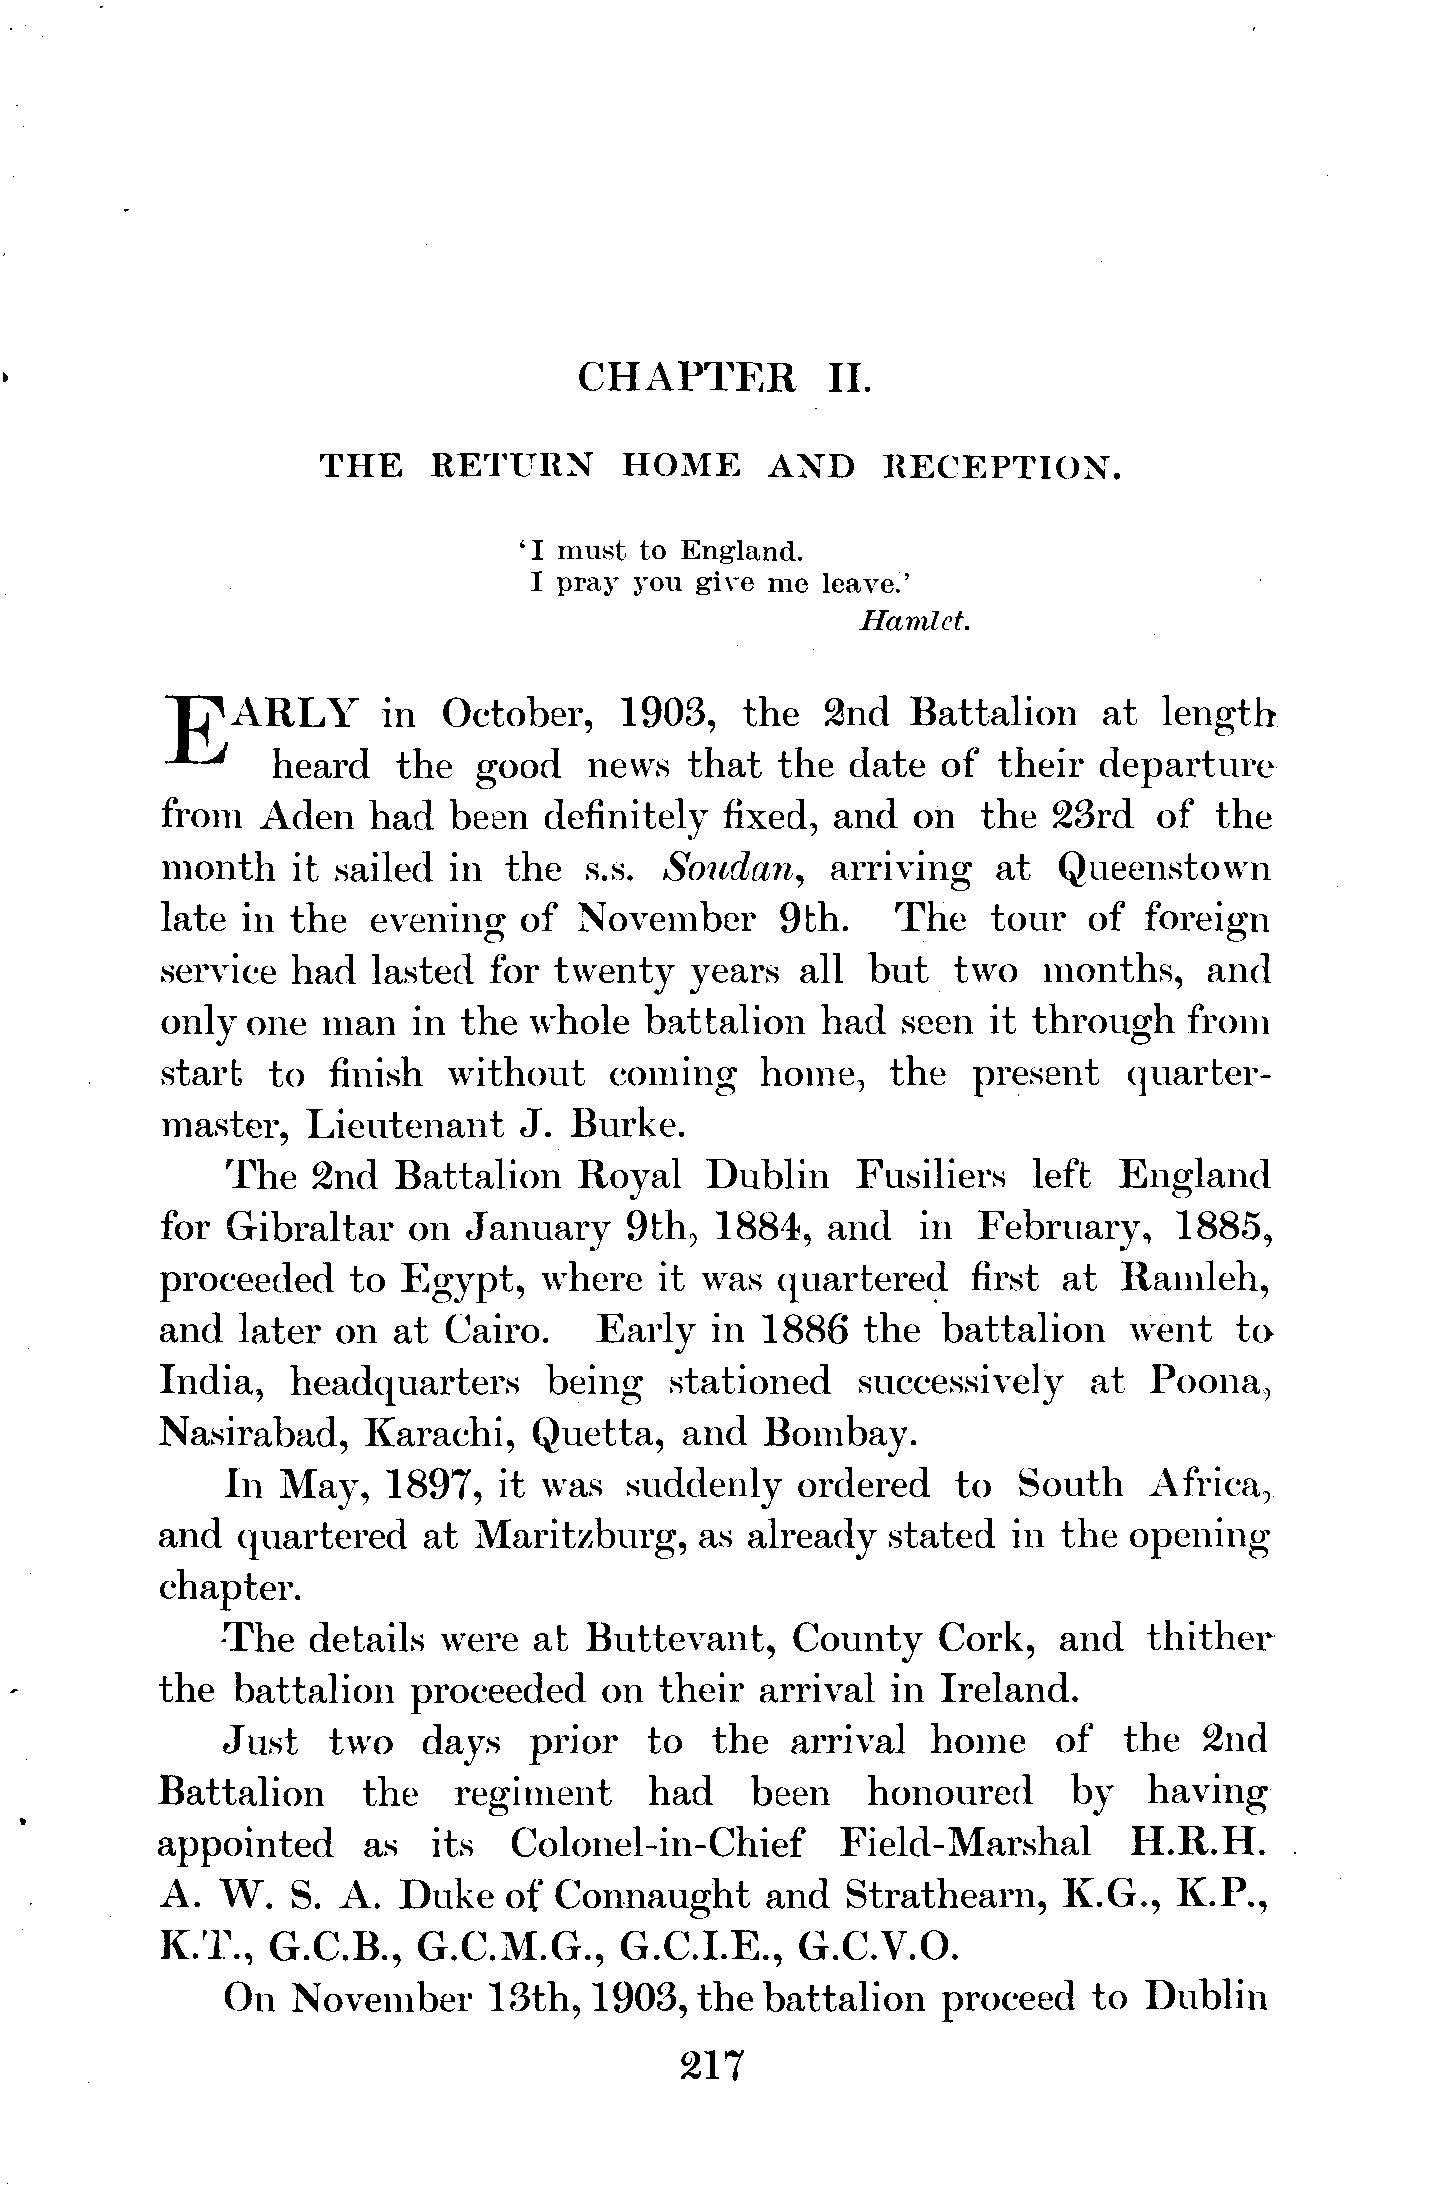 CHAPTER II.
THE RETURN HOME AND RECEPTION.
'I must to England.
I pray you give me leave.'
Hamlet.
EARLY in October, 1903, the 2nd Battalion at length
heard the good news that the date of their departure
from Aden had been definitely fixed, and on the 23rd of the
month it sailed in the s.s. Soudan, arriving at Queenstown
late in the evening of November 9th. The tour of foreign
service had lasted for twenty years all but two months, and
only one man in the whole battalion had seen it through from
start to finish without coming home, the present quarter-
master, Lieutenant J. Burke.
The 2nd Battalion Royal Dublin Fusiliers left England
for Gibraltar on January 9th, 1884, and in February, 1885,
proceeded to Egypt, where it was quartered first at Ramleh,
and later on at Cairo. Early in 1886 the battalion went to
India, headquarters being stationed successively at Poona,
Nasirabad, Karachi, Quetta, and Bombay.
In May, 1897, it was suddenly ordered to South Africa,
and quartered at Maritzburg, as already stated in the opening
chapter.
The details were at Buttevant, County Cork, and thither
the battalion proceeded on their arrival in Ireland.
Just two days prior to the arrival home of the 2nd
Battalion the regiment had been honoured by having
appointed as its Colonel-in-Chief Field-Marshal H.R.H.
A. W. S. A. Duke of Connaught and Strathearn, K.G., K.P.,
K.T., G.C.B., G.C.M.G., G.C.I.E., G.C.V.O.
On November 13th, 1903, the battalion proceed to Dublin
217